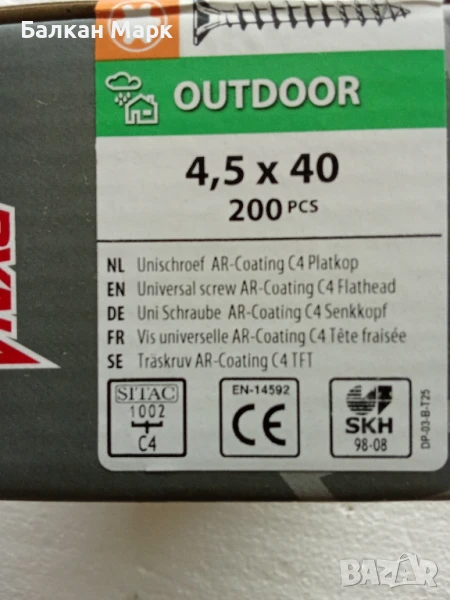 Балкан Марк
OUTDOOR
4,5 x 40
200 PCS
NL Unischroef AR-Coating C4 Platkop
EN Universal screw AR-Coating C4 Flathead
DE Uni Schraube AR-Coating C4 Senkkopf
FR Vis universelle AR-Coating C4 Tête fraisée
SE Träskruv AR-Coating C4 TFT
SITAC
1002
C4
EN-14592
CE
SKH
98-08
DP-03-B-T25
BAZAR